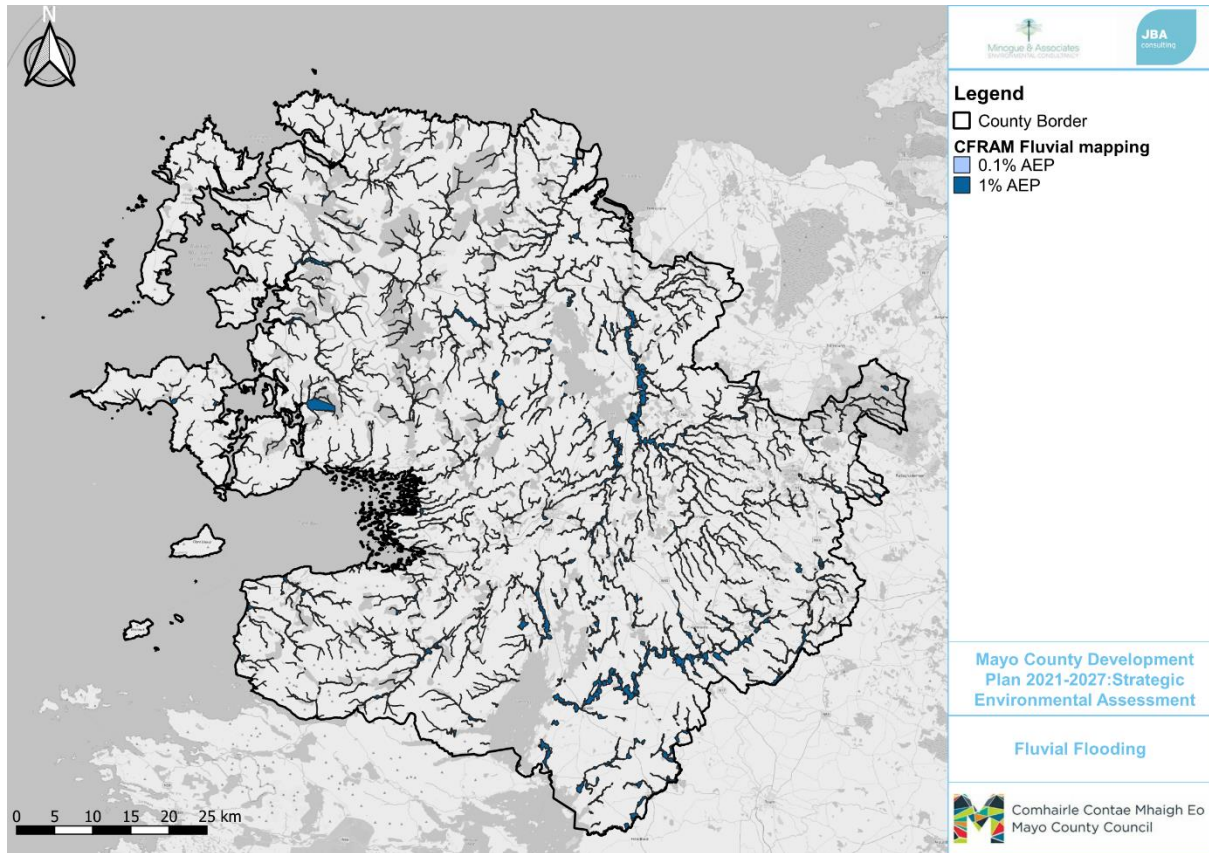 N
Minogue & Associates
ENVIRONMENTAL CONSULTANCY
JBA
consulting
Legend
County Border
CFRAM Fluvial mapping
0.1% AEP
1% AEP
0 5 10 15 20 25 km
Mayo County Development
Plan 2021-2027:Strategic
Environmental Assessment
Fluvial Flooding
Comhairle Contae Mhaigh Eo
Mayo County Council